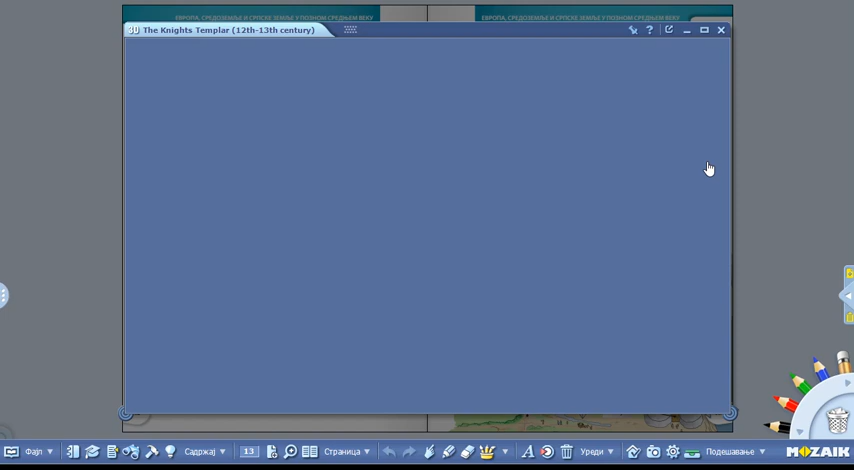 ЕВРОПА, СРЕДОЗЕМЉЕ И СРПСКЕ ЗЕМЉЕ У ПОЗНОМ СРЕДЊЕМ ВЕКУ
ЕВРОПА, СРЕДОЗЕМЉЕ И СРПСКЕ ЗЕМЉЕ У ПОЗНОМ СРЕДЊЕМ ВЕКУ
3D The Knights Templar (12th-13th century)
Фајл Садржај 13 Страница Уреди Подешавање MOZAIK